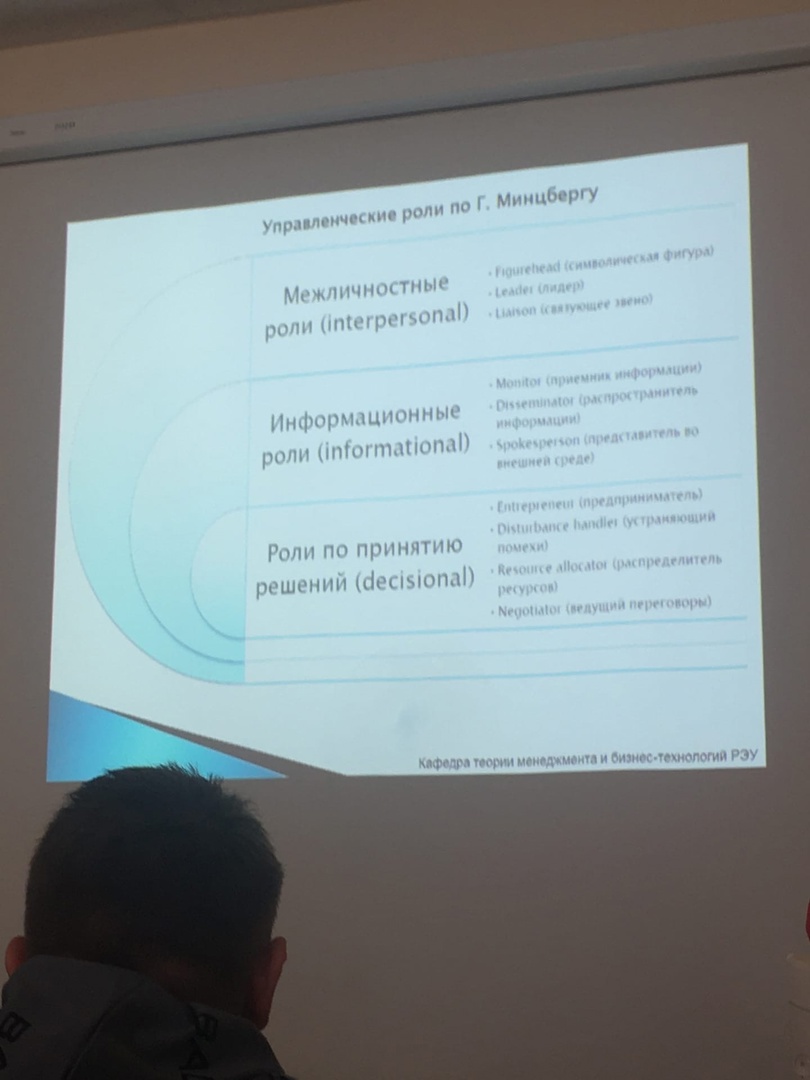 Управленческие роли по Г. Минцбергу
Межличностные
роли (interpersonal)
• Figurehead (символическая фигура)
• Leader (лидер)
• Liaison (связующее звено)
Информационные
роли (informational)
• Monitor (приемник информации)
• Disseminator (распространитель
информации)
• Spokesperson (представитель во
внешней среде)
Роли по принятию
решений (decisional)
• Entrepreneur (предприниматель)
• Disturbance handler (устраняющий
помехи)
• Resource allocator (распределитель
ресурсов)
• Negotiator (ведущий переговоры)
Кафедра теории менеджмента и бизнес-технологий РЭУ